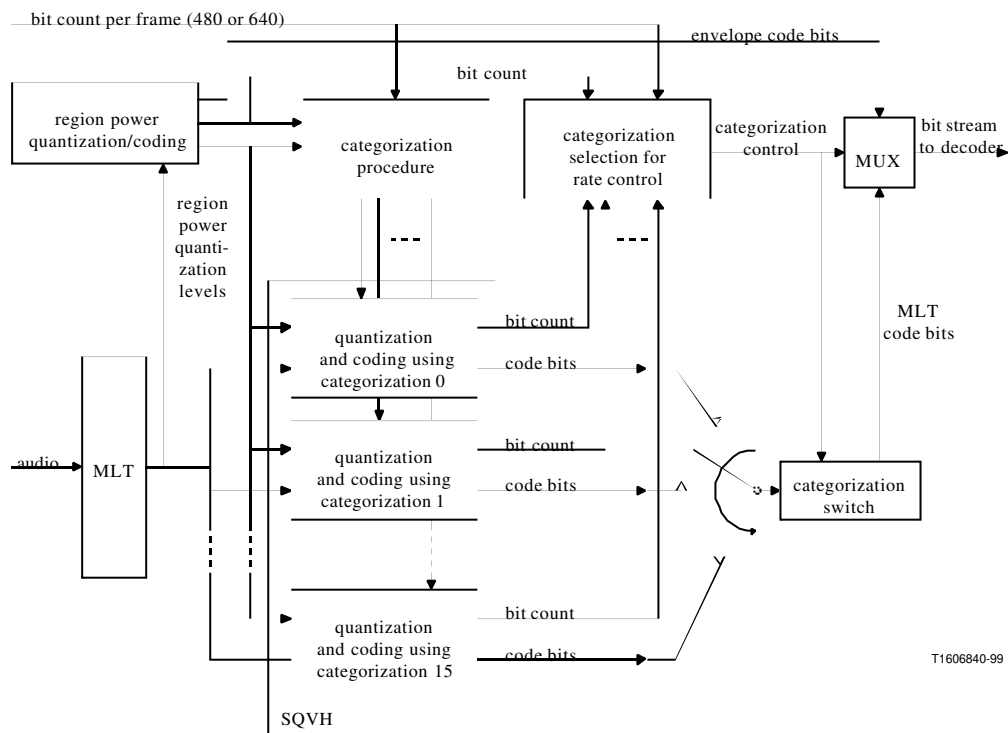 bit count per frame (480 or 640)
envelope code bits
bit count
region power
quantization/coding
categorization
procedure
categorization
selection for
rate control
categorization
control
MUX
bit stream
to decoder
region
power
quanti-
zation
levels
MLT
code bits
quantization
and coding using
categorization 0
bit count
code bits
audio
MLT
quantization
and coding using
categorization 1
bit count
code bits
categorization
switch
quantization
and coding using
categorization 15
bit count
code bits
T1606840-99
SQVH